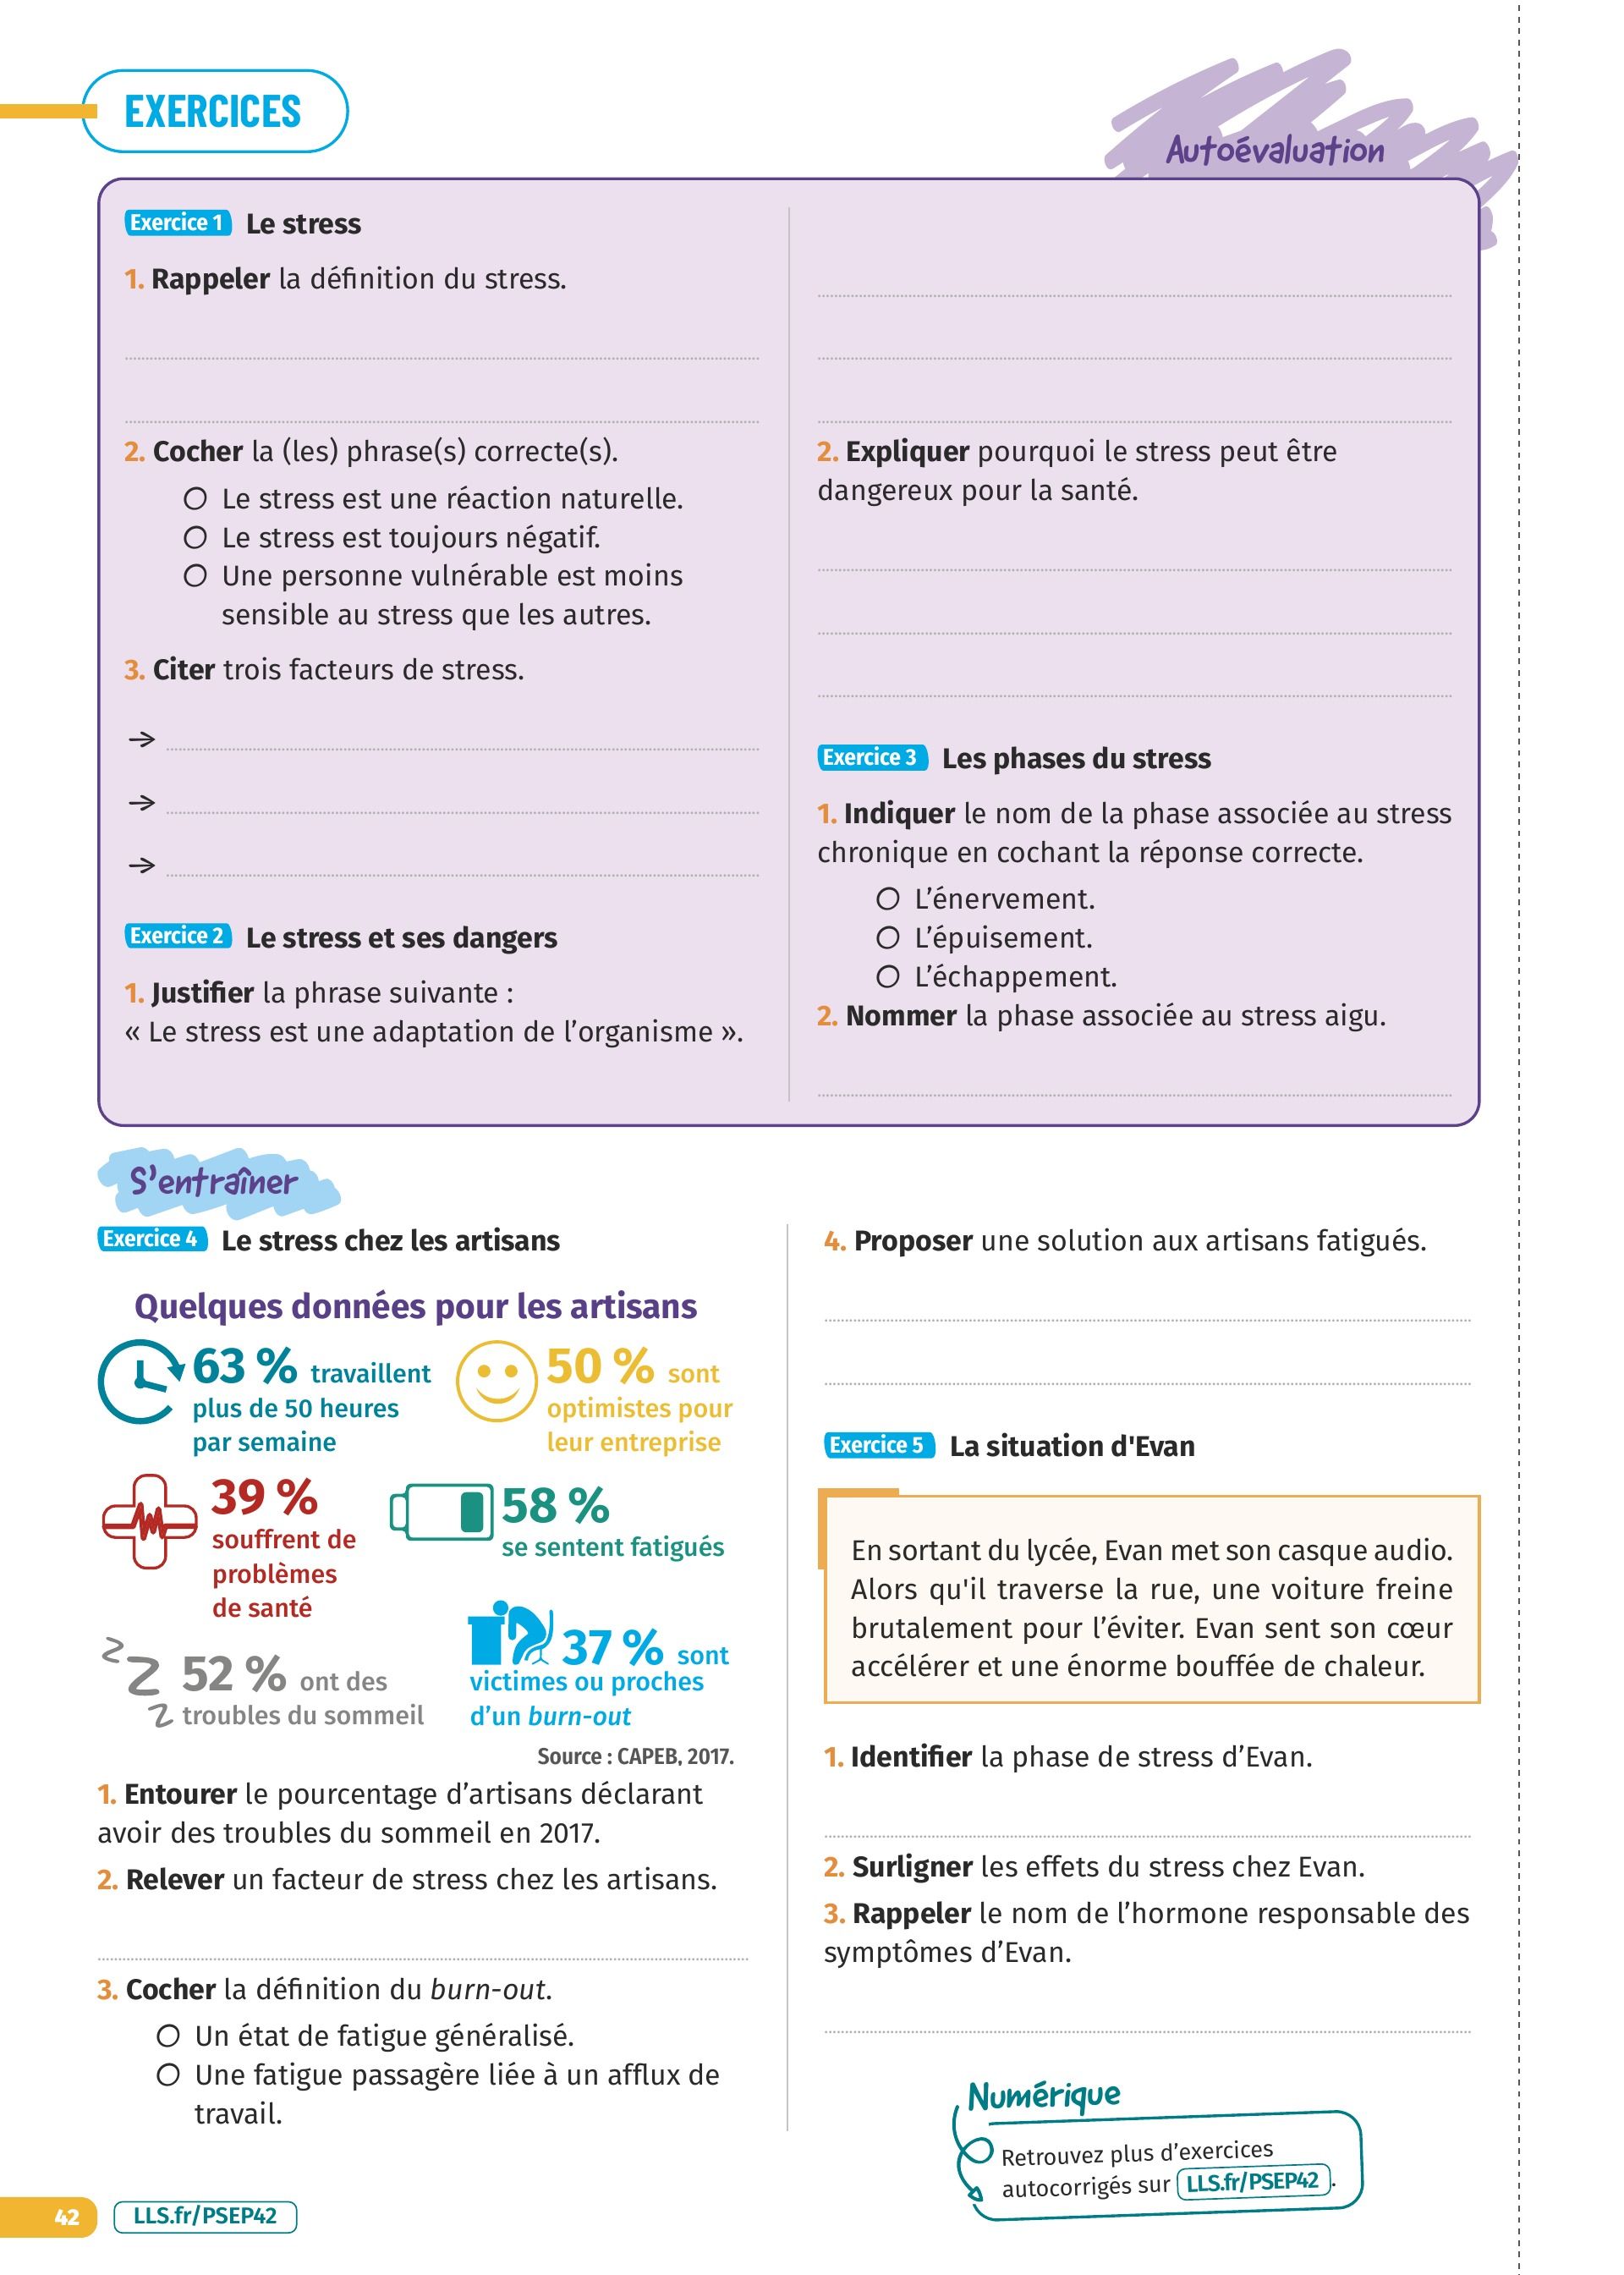 EXERCICES
Autoévaluation
Exercice 1 Le stress
1. Rappeler la définition du stress.
2. Cocher la (les) phrase(s) correcte(s).
Le stress est une réaction naturelle.
Le stress est toujours négatif.
Une personne vulnérable est moins
sensible au stress que les autres.
3. Citer trois facteurs de stress.
→
→
→
Exercice 2 Le stress et ses dangers
1. Justifier la phrase suivante :
« Le stress est une adaptation de l'organisme ».
2. Expliquer pourquoi le stress peut être
dangereux pour la santé.
Exercice 3 Les phases du stress
1. Indiquer le nom de la phase associée au stress
chronique en cochant la réponse correcte.
L'énervement.
L'épuisement.
L'échappement.
2. Nommer la phase associée au stress aigu.
S'entraîner
Exercice 4 Le stress chez les artisans
Quelques données pour les artisans
63 % travaillent
plus de 50 heures
par semaine
50 % sont
optimistes pour
leur entreprise
39 %
souffrent de
problèmes
de santé
58 %
se sentent fatigués
52 % ont des
troubles du sommeil
37 % sont
victimes ou proches
d'un burn-out
Source : CAPEB, 2017.
1. Entourer le pourcentage d'artisans déclarant
avoir des troubles du sommeil en 2017.
2. Relever un facteur de stress chez les artisans.
3. Cocher la définition du burn-out.
Un état de fatigue généralisé.
Une fatigue passagère liée à un afflux de
travail.
4. Proposer une solution aux artisans fatigués.
Exercice 5 La situation d'Evan
En sortant du lycée, Evan met son casque audio.
Alors qu'il traverse la rue, une voiture freine
brutalement pour l'éviter. Evan sent son cœur
accélérer et une énorme bouffée de chaleur.
1. Identifier la phase de stress d'Evan.
2. Surligner les effets du stress chez Evan.
3. Rappeler le nom de l'hormone responsable des
symptômes d'Evan.
Numérique
Retrouvez plus d'exercices
autocorrigés sur LLS.fr/PSEP42.
42 LLS.fr/PSEP42